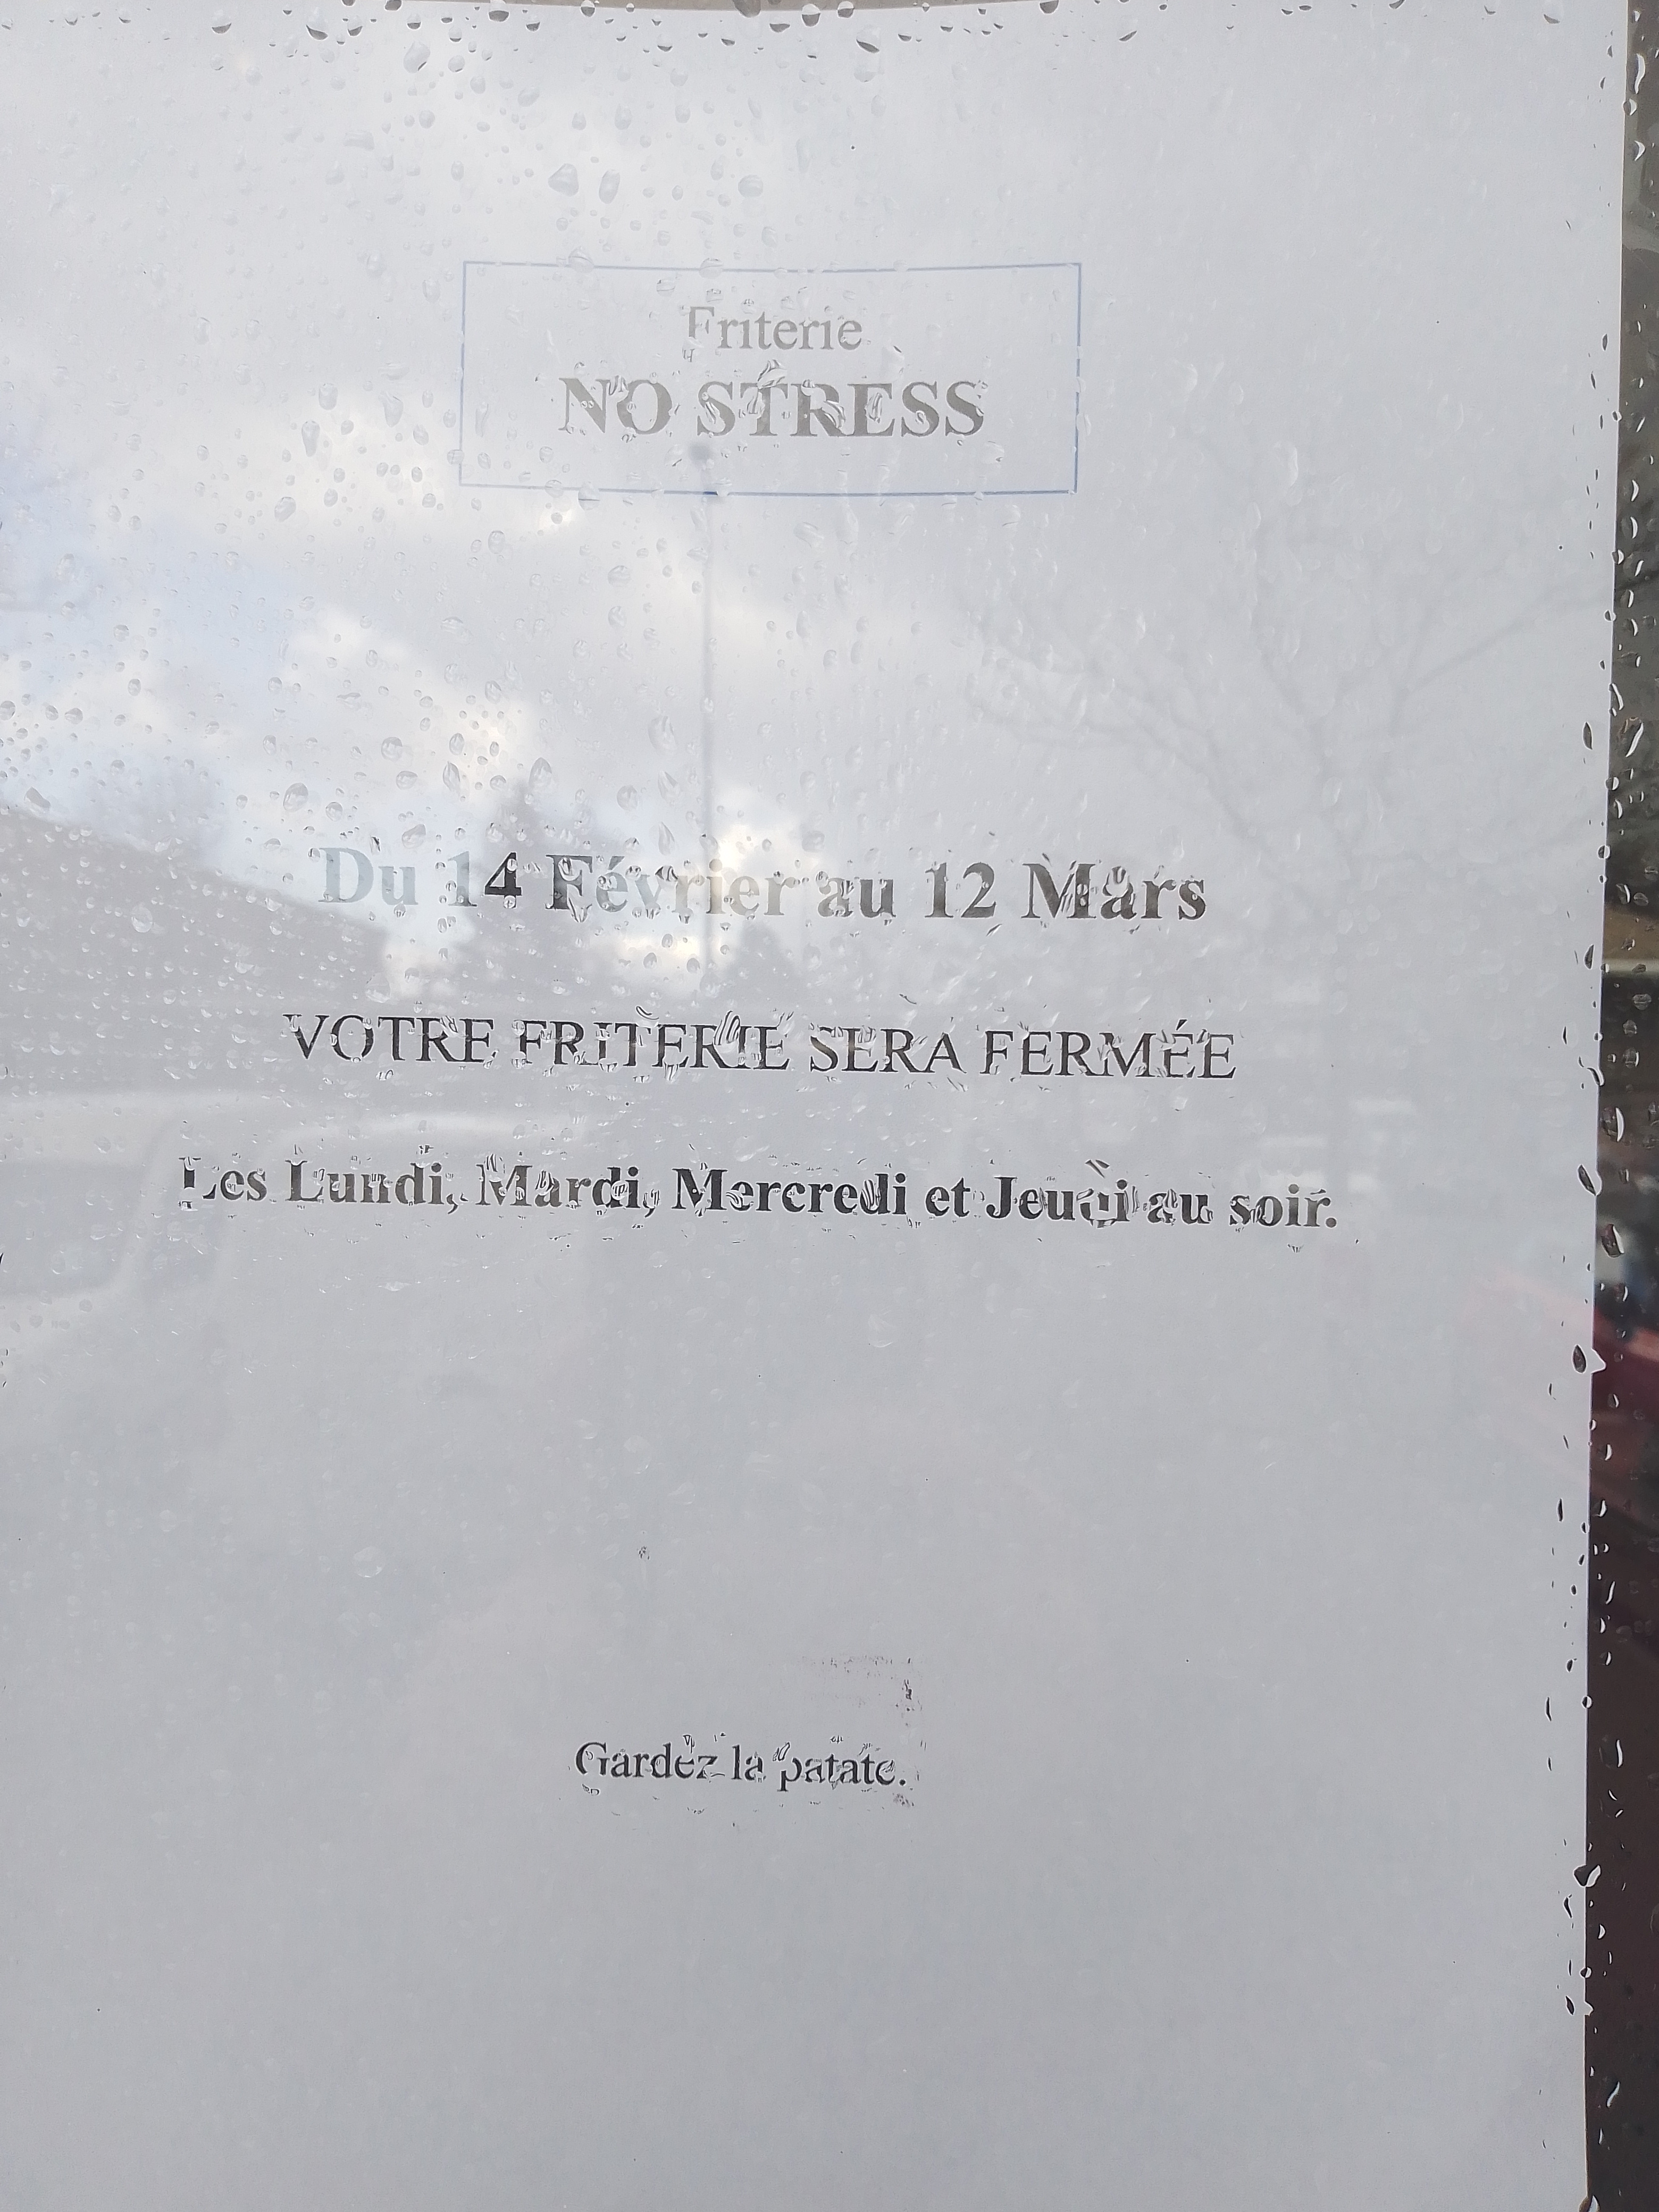 Friterie
NO STRESS
Du 14 Février au 12 Mars
VOTRE FRITERIE SERA FERMÉE
Les Lundi, Mardi, Mercredi et Jeudi au soir.
Gardez la patate.